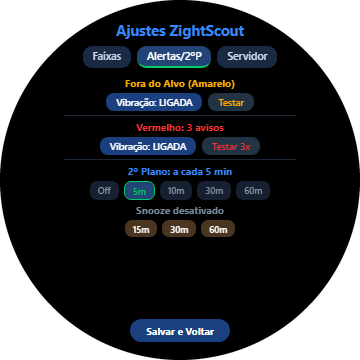 Ajustes ZightScout
Faixas Alertas/2ºP Servidor
Fora do Alvo (Amarelo)
Vibração: LIGADA Testar
Vermelho: 3 avisos
Vibração: LIGADA Testar 3x
2º Plano: a cada 5 min
Off 5m 10m 30m 60m
Snooze desativado
15m 30m 60m
Salvar e Voltar